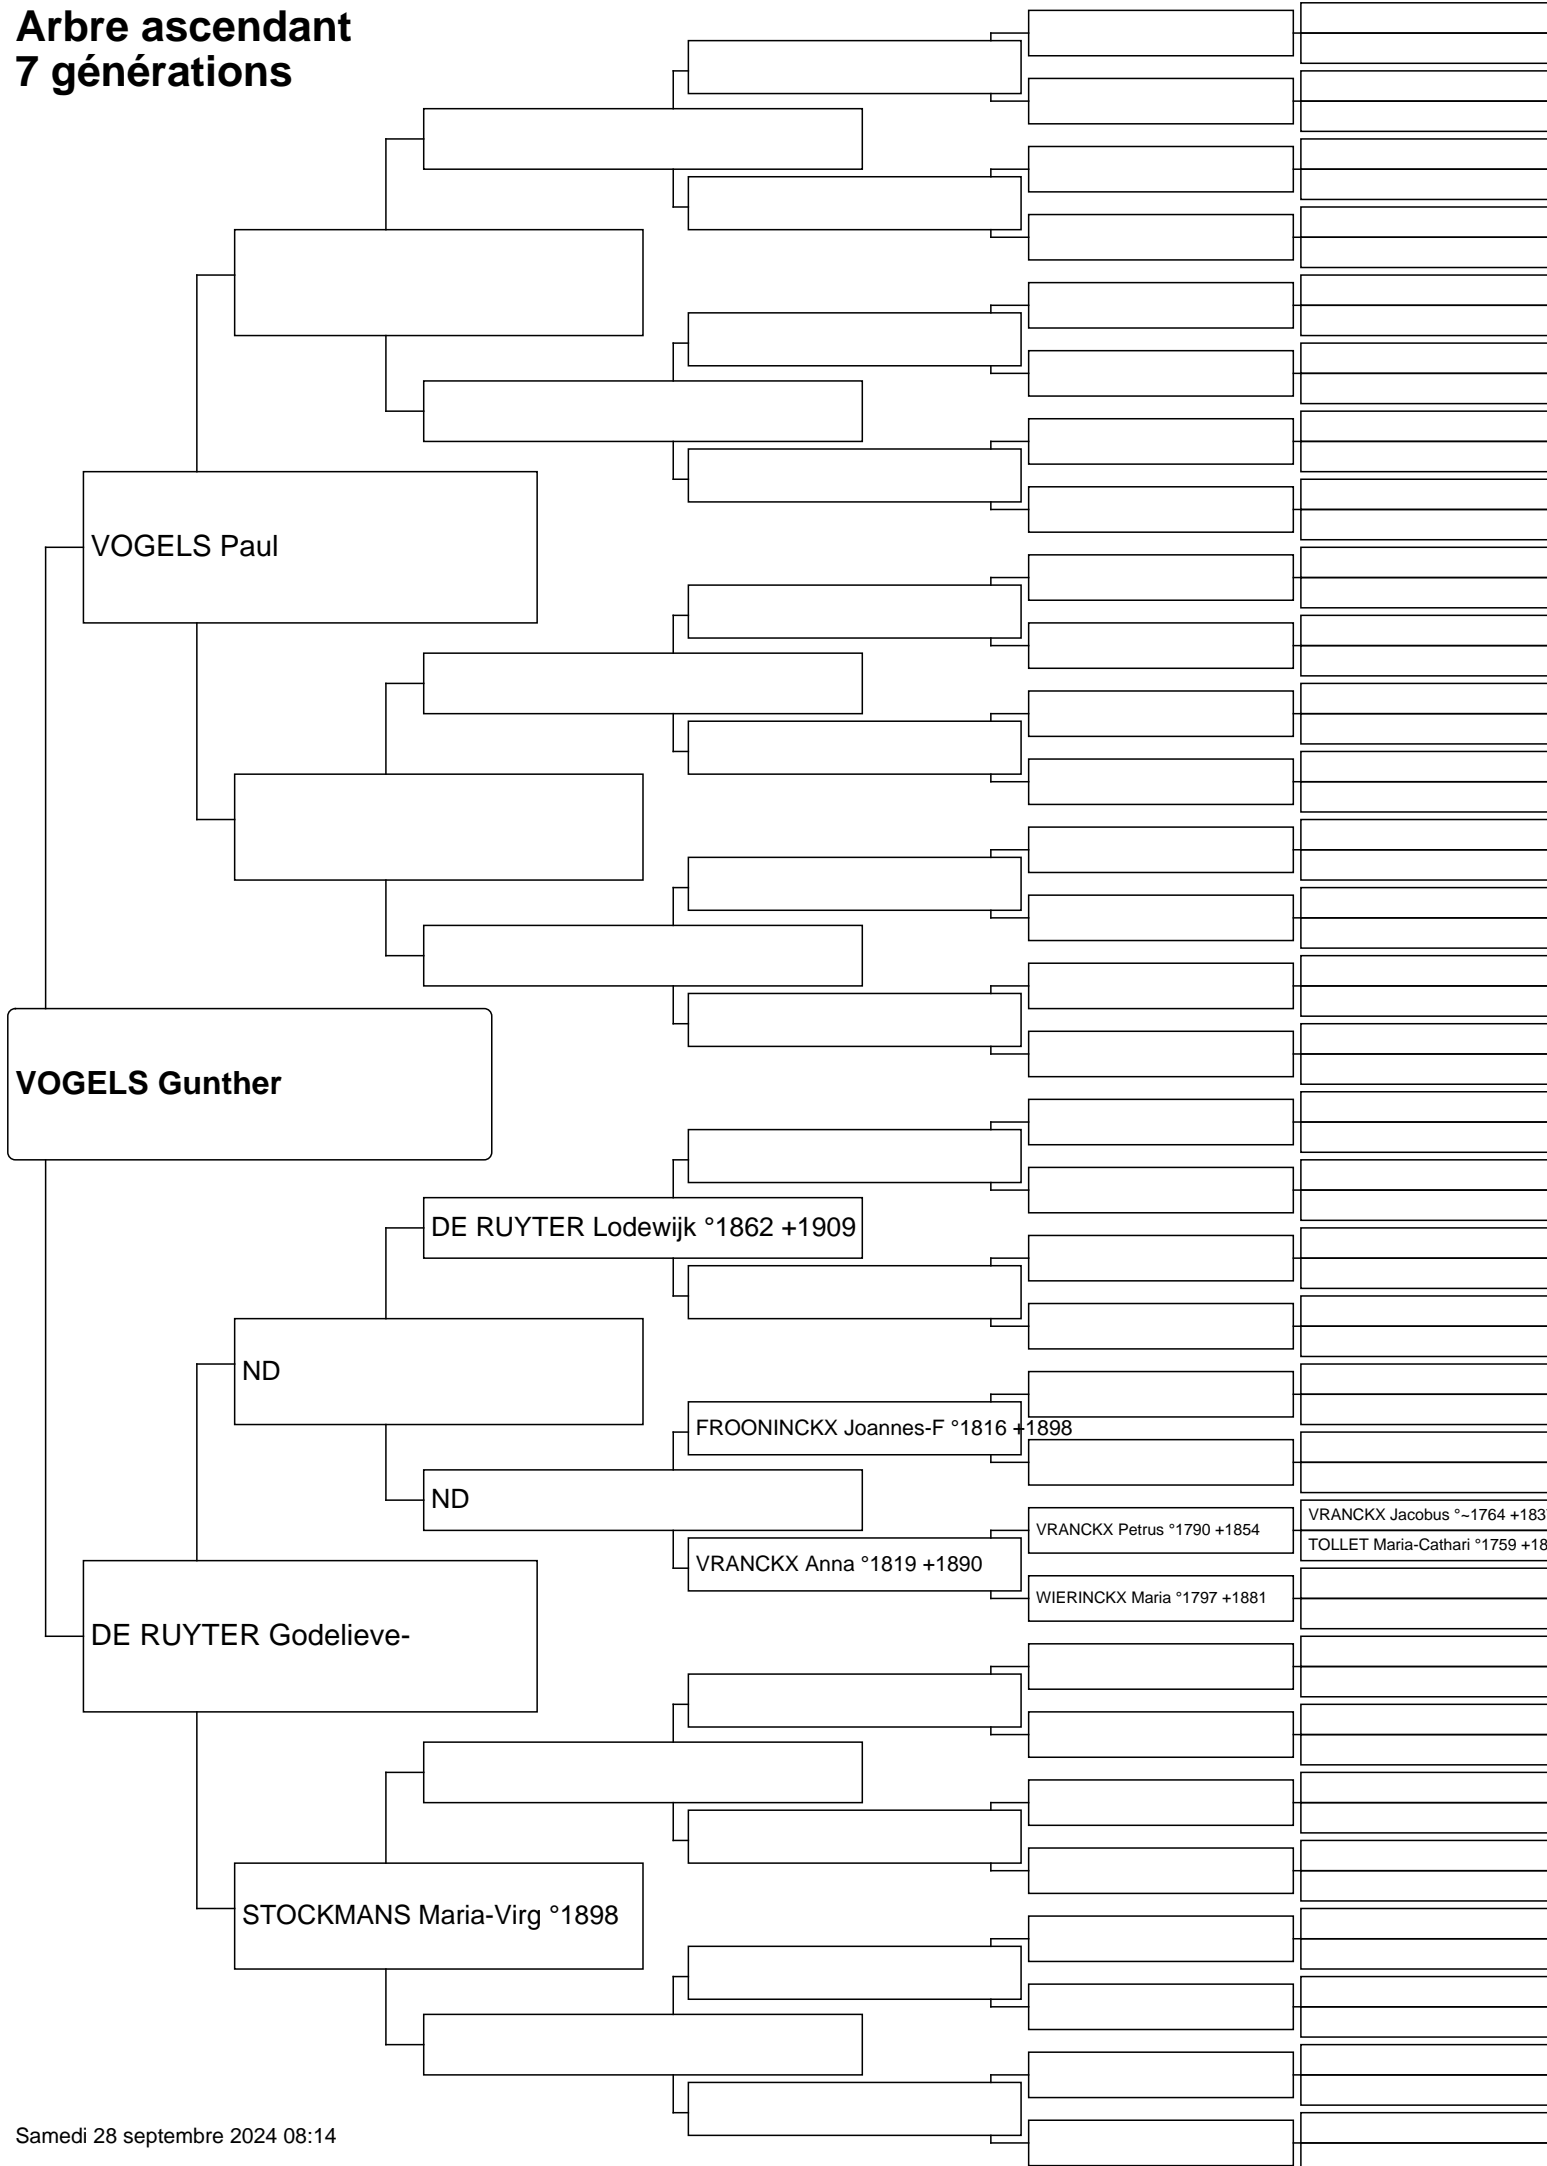 Arbre ascendant
7 générations
VOGELS Paul
VOGELS Gunther
DE RUYTER Lodewijk °1862 +1909
ND
FROONINCKX Joannes-F °1816 +1898
ND
VRANCKX Jacobus °~1764 +183
VRANCKX Petrus °1790 +1854
TOLLET Maria-Cathari °1759 +18
VRANCKX Anna °1819 +1890
WIERINCKX Maria °1797 +1881
DE RUYTER Godelieve-
STOCKMANS Maria-Virg °1898
Samedi 28 septembre 2024 08:14